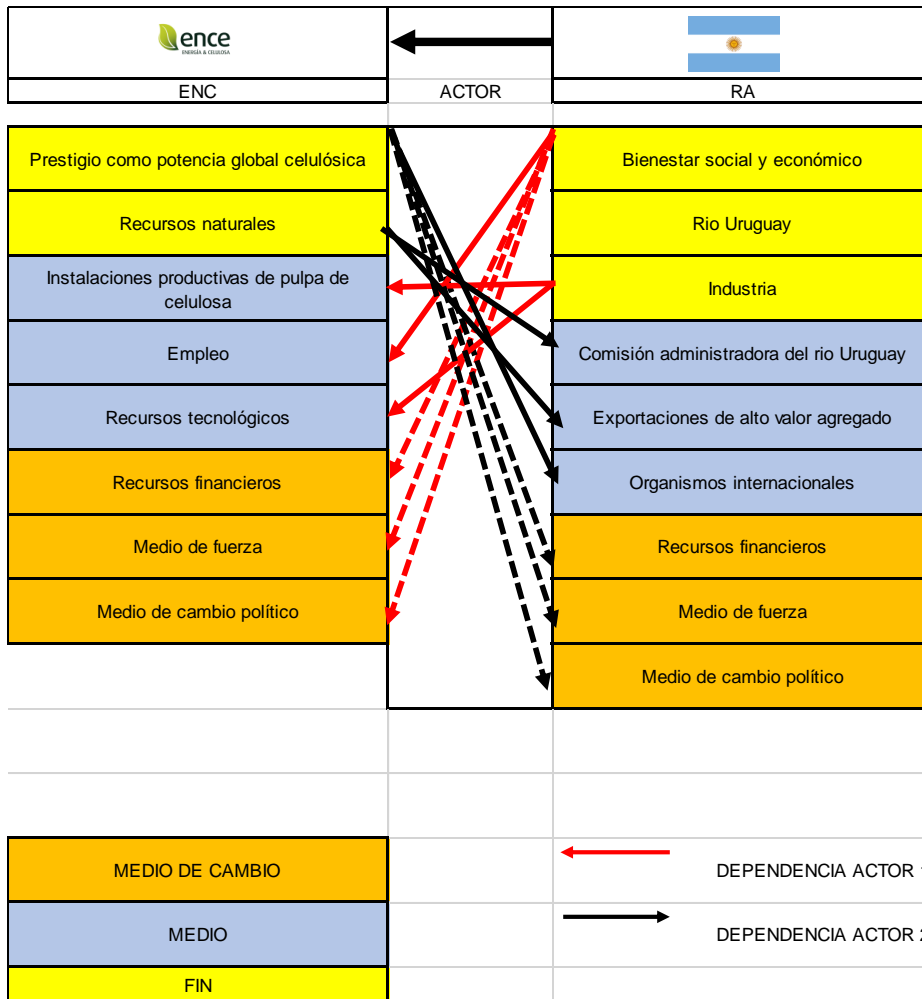 ence
ENERGÍA & CELULOSA
ENC
ACTOR
RA
Prestigio como potencia global celulósica
Bienestar social y económico
Recursos naturales
Rio Uruguay
Instalaciones productivas de pulpa de
celulosa
Industria
Empleo
Comisión administradora del rio Uruguay
Recursos tecnológicos
Exportaciones de alto valor agregado
Recursos financieros
Organismos internacionales
Medio de fuerza
Recursos financieros
Medio de cambio político
Medio de fuerza
Medio de cambio político
MEDIO DE CAMBIO
DEPENDENCIA ACTOR
MEDIO
DEPENDENCIA ACTOR
FIN